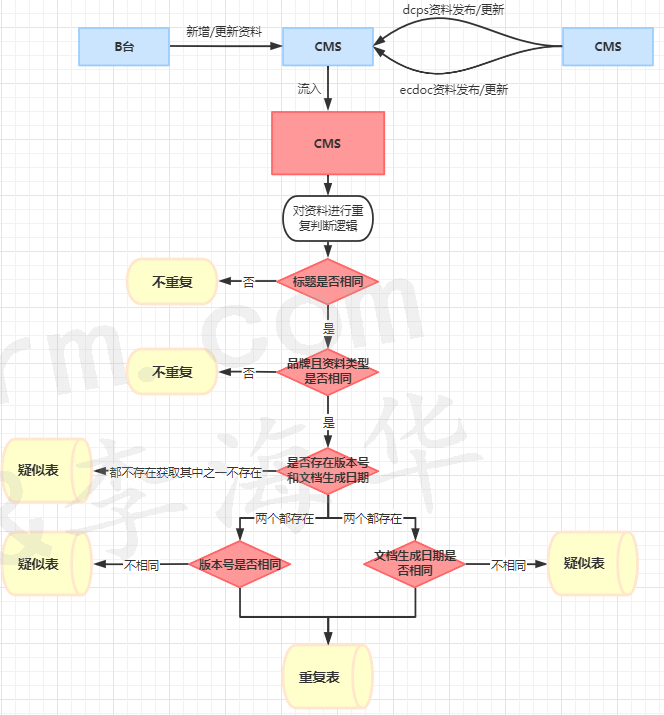 dcps资料发布/更新
B台
新增/更新资料
CMS
CMS
ecdoc资料发布/更新
流入
CMS
对资料进行重
复判断逻辑
不重复
否
标题是否相同
是
不重复
否
品牌且资料类型
是否相同
是
疑似表
都不存在获取其中之一不存在
是否存在版本号
和文档生成日期
两个都存在
两个都存在
疑似表
不相同
版本号是否相同
文档生成日期是
否相同
不相同
疑似表
重复表
rm.com
&李海华